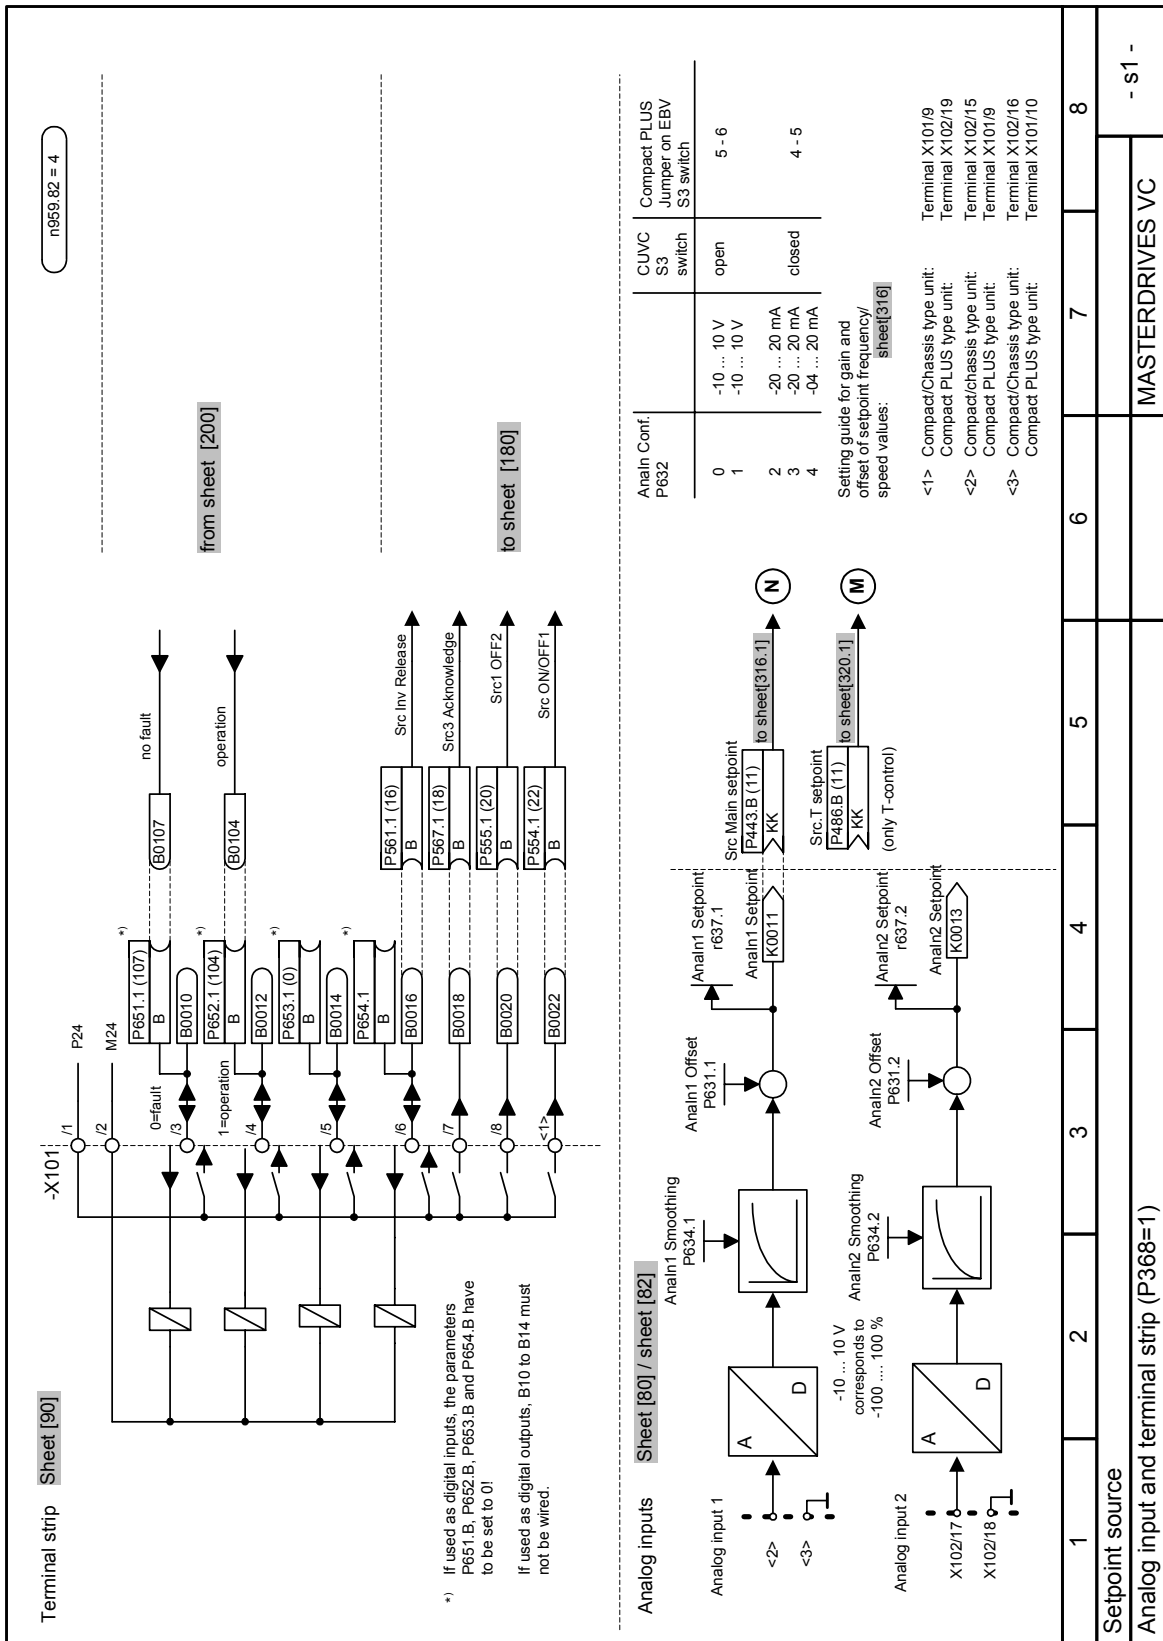 Terminal strip Sheet [90]
n959.82 = 4
-X101
/1 P24
/2 M24
0=fault
/3
P651.1 (107) *)
B
B0010
B0107
no fault
1=operation
/4
P652.1 (104) *)
B
B0012
B0104
operation
from sheet [200]
/5
P653.1 (0)
B
B0014
/6
P654.1 *)
B
B0016
P561.1 (16)
B
Src Inv Release
/7
B0018
P567.1 (18)
B
Src3 Acknowledge
/8
B0020
P555.1 (20)
B
Src1 OFF2
<1>
B0022
P554.1 (22)
B
Src ON/OFF1
to sheet [180]
*) If used as digital inputs, the parameters
P651.B, P652.B, P653.B and P654.B have
to be set to 0!
If used as digital outputs, B10 to B14 must
not be wired.
Analog inputs Sheet [80] / sheet [82]
Analog input 1
<2>
<3>
A
D
AnaIn1 Smoothing
P634.1
AnaIn1 Offset
P631.1
AnaIn1 Setpoint
r637.1
AnaIn1 Setpoint
K0011
Src Main setpoint
P443.B (11)
KK
to sheet[316.1]
N
-10 ... 10 V
corresponds to
-100 .... 100 %
Analog input 2
X102/17
X102/18
A
D
AnaIn2 Smoothing
P634.2
AnaIn2 Offset
P631.2
AnaIn2 Setpoint
r637.2
AnaIn2 Setpoint
K0013
Src.T setpoint
P486.B (11)
KK
(only T-control)
to sheet[320.1]
M
AnaIn Conf.
P632
CUVC
S3
switch
Compact PLUS
Jumper on EBV
S3 switch
0 -10 ... 10 V open 5 - 6
1 -10 ... 10 V
2 -20 ... 20 mA
3 -20 ... 20 mA closed 4 - 5
4 -04 ... 20 mA
Setting guide for gain and
offset of setpoint frequency/
speed values: sheet[316]
<1> Compact/Chassis type unit: Terminal X101/9
Compact PLUS type unit: Terminal X102/19
<2> Compact/chassis type unit: Terminal X102/15
Compact PLUS type unit: Terminal X101/9
<3> Compact/Chassis type unit: Terminal X102/16
Compact PLUS type unit: Terminal X101/10
1 2 3 4 5 6 7 8
Setpoint source
Analog input and terminal strip (P368=1)
MASTERDRIVES VC
- s1 -